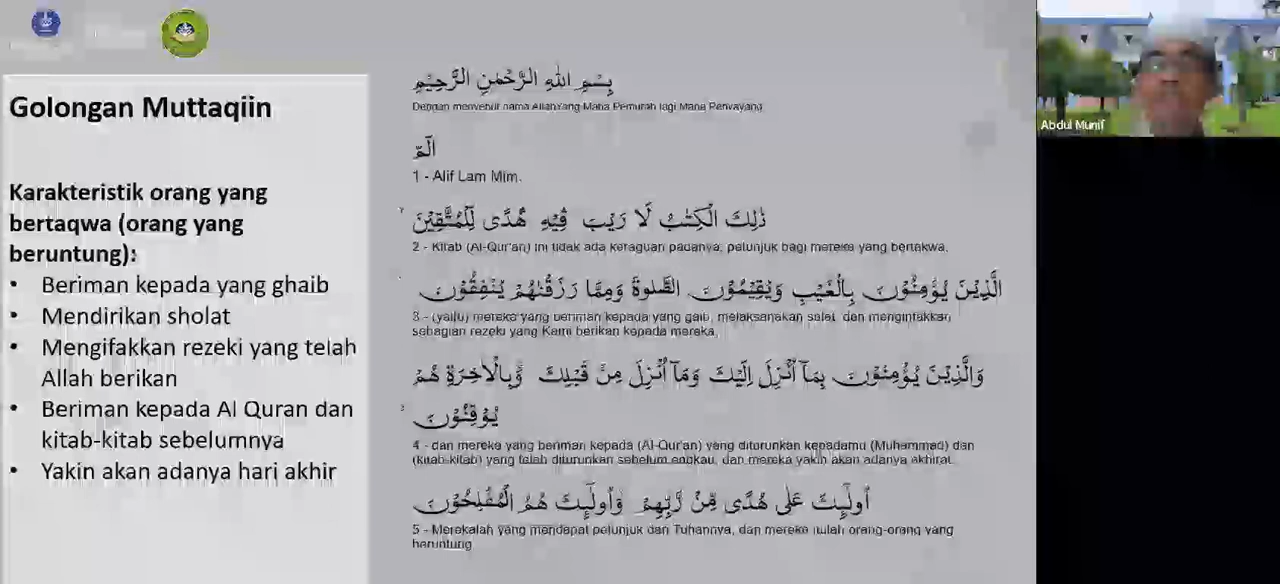 Golongan Muttaqiin
Karakteristik orang yang
bertaqwa (orang yang
beruntung):
• Beriman kepada yang ghaib
• Mendirikan sholat
• Mengifakkan rezeki yang telah
Allah berikan
• Beriman kepada Al Quran dan
kitab-kitab sebelumnya
• Yakin akan adanya hari akhir
بِسْمِ اللّٰهِ الرَّحْمٰنِ الرَّحِيْمِ
Dengan menyebut nama Allah Yang Maha Pemurah lagi Maha Penyayang
الۤمّۤ
1 - Alif Lam Mim.
ذٰلِكَ الْكِتٰبُ لَا رَيْبَ فِيْهِ هُدًى لِّلْمُتَّقِيْنَ
2 - Kitab (Al-Qur'an) ini tidak ada keraguan padanya; petunjuk bagi mereka yang bertakwa.
الَّذِيْنَ يُؤْمِنُوْنَ بِالْغَيْبِ وَيُقِيْمُوْنَ الصَّلٰوةَ وَمِمَّا رَزَقْنٰهُمْ يُنْفِقُوْنَ
3 - (yaitu) mereka yang beriman kepada yang gaib, melaksanakan salat, dan menginfakkan
sebagian rezeki yang Kami berikan kepada mereka,
وَالَّذِيْنَ يُؤْمِنُوْنَ بِمَآ اُنْزِلَ اِلَيْكَ وَمَآ اُنْزِلَ مِنْ قَبْلِكَ وَبِالْاٰخِرَةِ هُمْ
يُوْقِنُوْنَ
4 - dan mereka yang beriman kepada (Al-Qur'an) yang diturunkan kepadamu (Muhammad) dan
(kitab-kitab) yang telah diturunkan sebelum engkau, dan mereka yakin akan adanya akhirat.
اُولٰۤىِٕكَ عَلٰى هُدًى مِّنْ رَّبِّهِمْ وَاُولٰۤىِٕكَ هُمُ الْمُفْلِحُوْنَ
5 - Merekalah yang mendapat petunjuk dari Tuhannya, dan mereka itulah orang-orang yang
beruntung
Abdul Munif